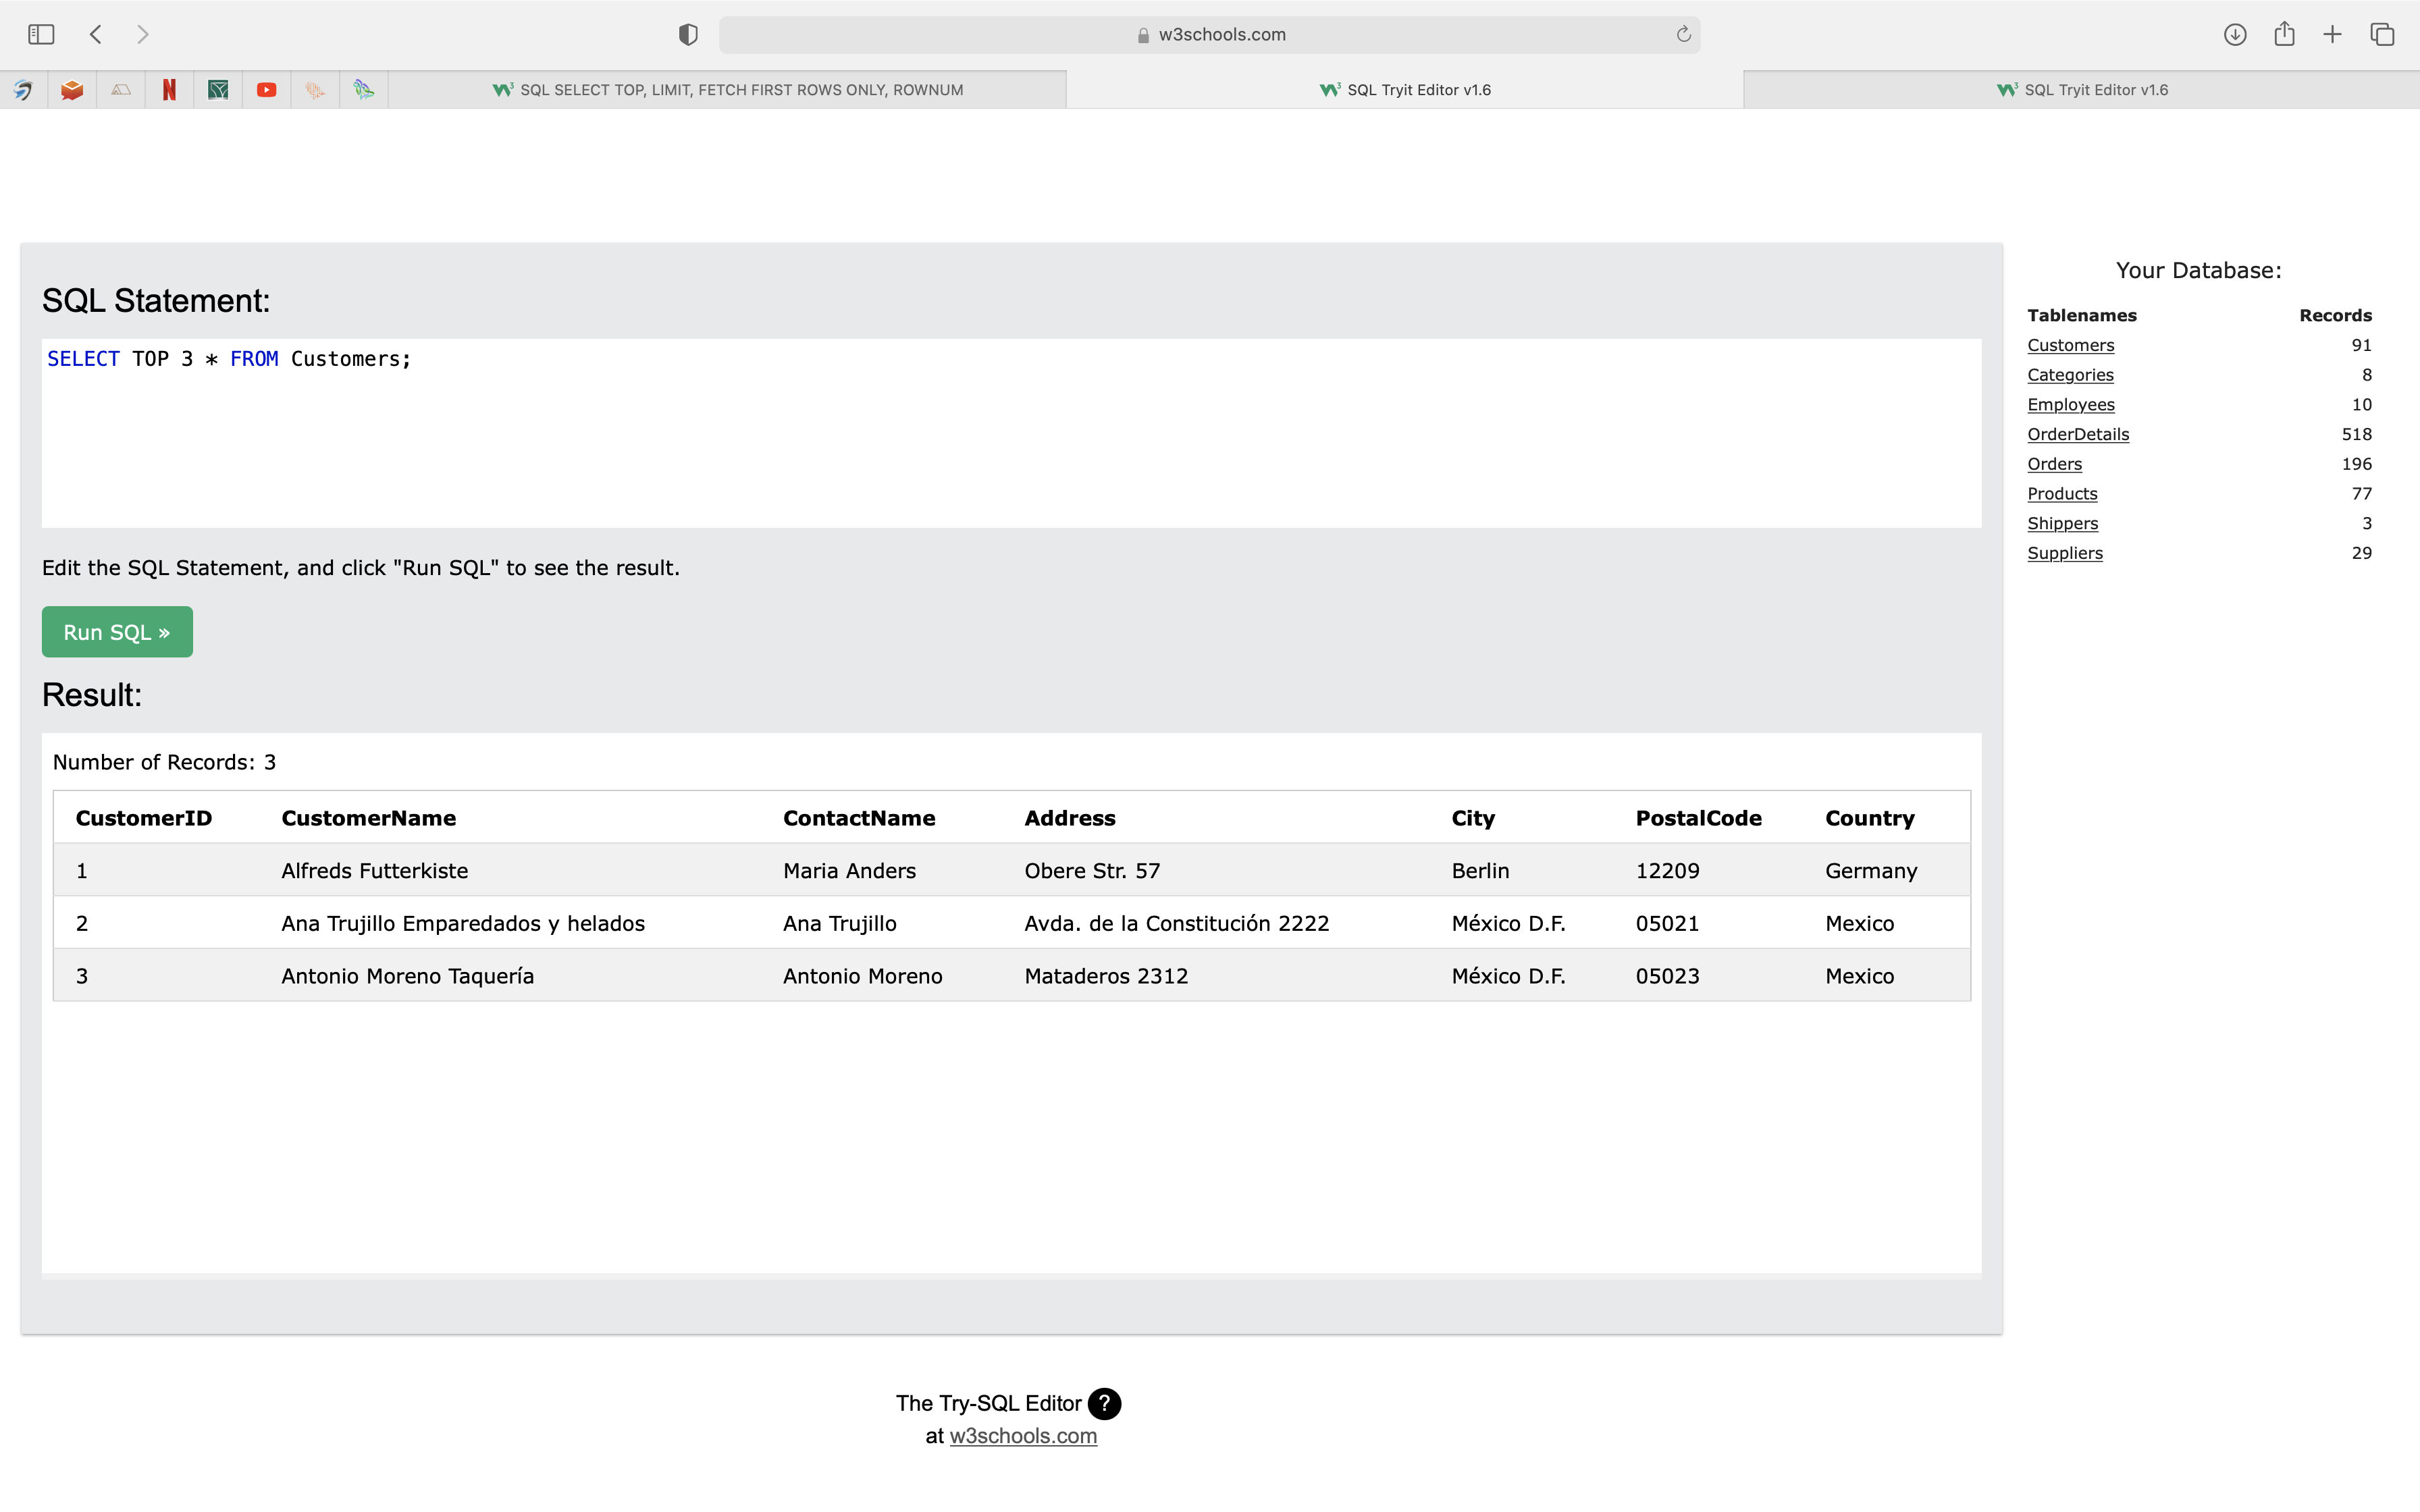 w3schools.com
SQL SELECT TOP, LIMIT, FETCH FIRST ROWS ONLY, ROWNUM
SQL Tryit Editor v1.6
SQL Tryit Editor v1.6
SQL Statement:
SELECT TOP 3 * FROM Customers;
Edit the SQL Statement, and click "Run SQL" to see the result.
Run SQL »
Result:
Number of Records: 3
CustomerID CustomerName ContactName Address City PostalCode Country
1 Alfreds Futterkiste Maria Anders Obere Str. 57 Berlin 12209 Germany
2 Ana Trujillo Emparedados y helados Ana Trujillo Avda. de la Constitución 2222 México D.F. 05021 Mexico
3 Antonio Moreno Taquería Antonio Moreno Mataderos 2312 México D.F. 05023 Mexico
Your Database:
Tablenames Records
Customers 91
Categories 8
Employees 10
OrderDetails 518
Orders 196
Products 77
Shippers 3
Suppliers 29
The Try-SQL Editor ?
at w3schools.com